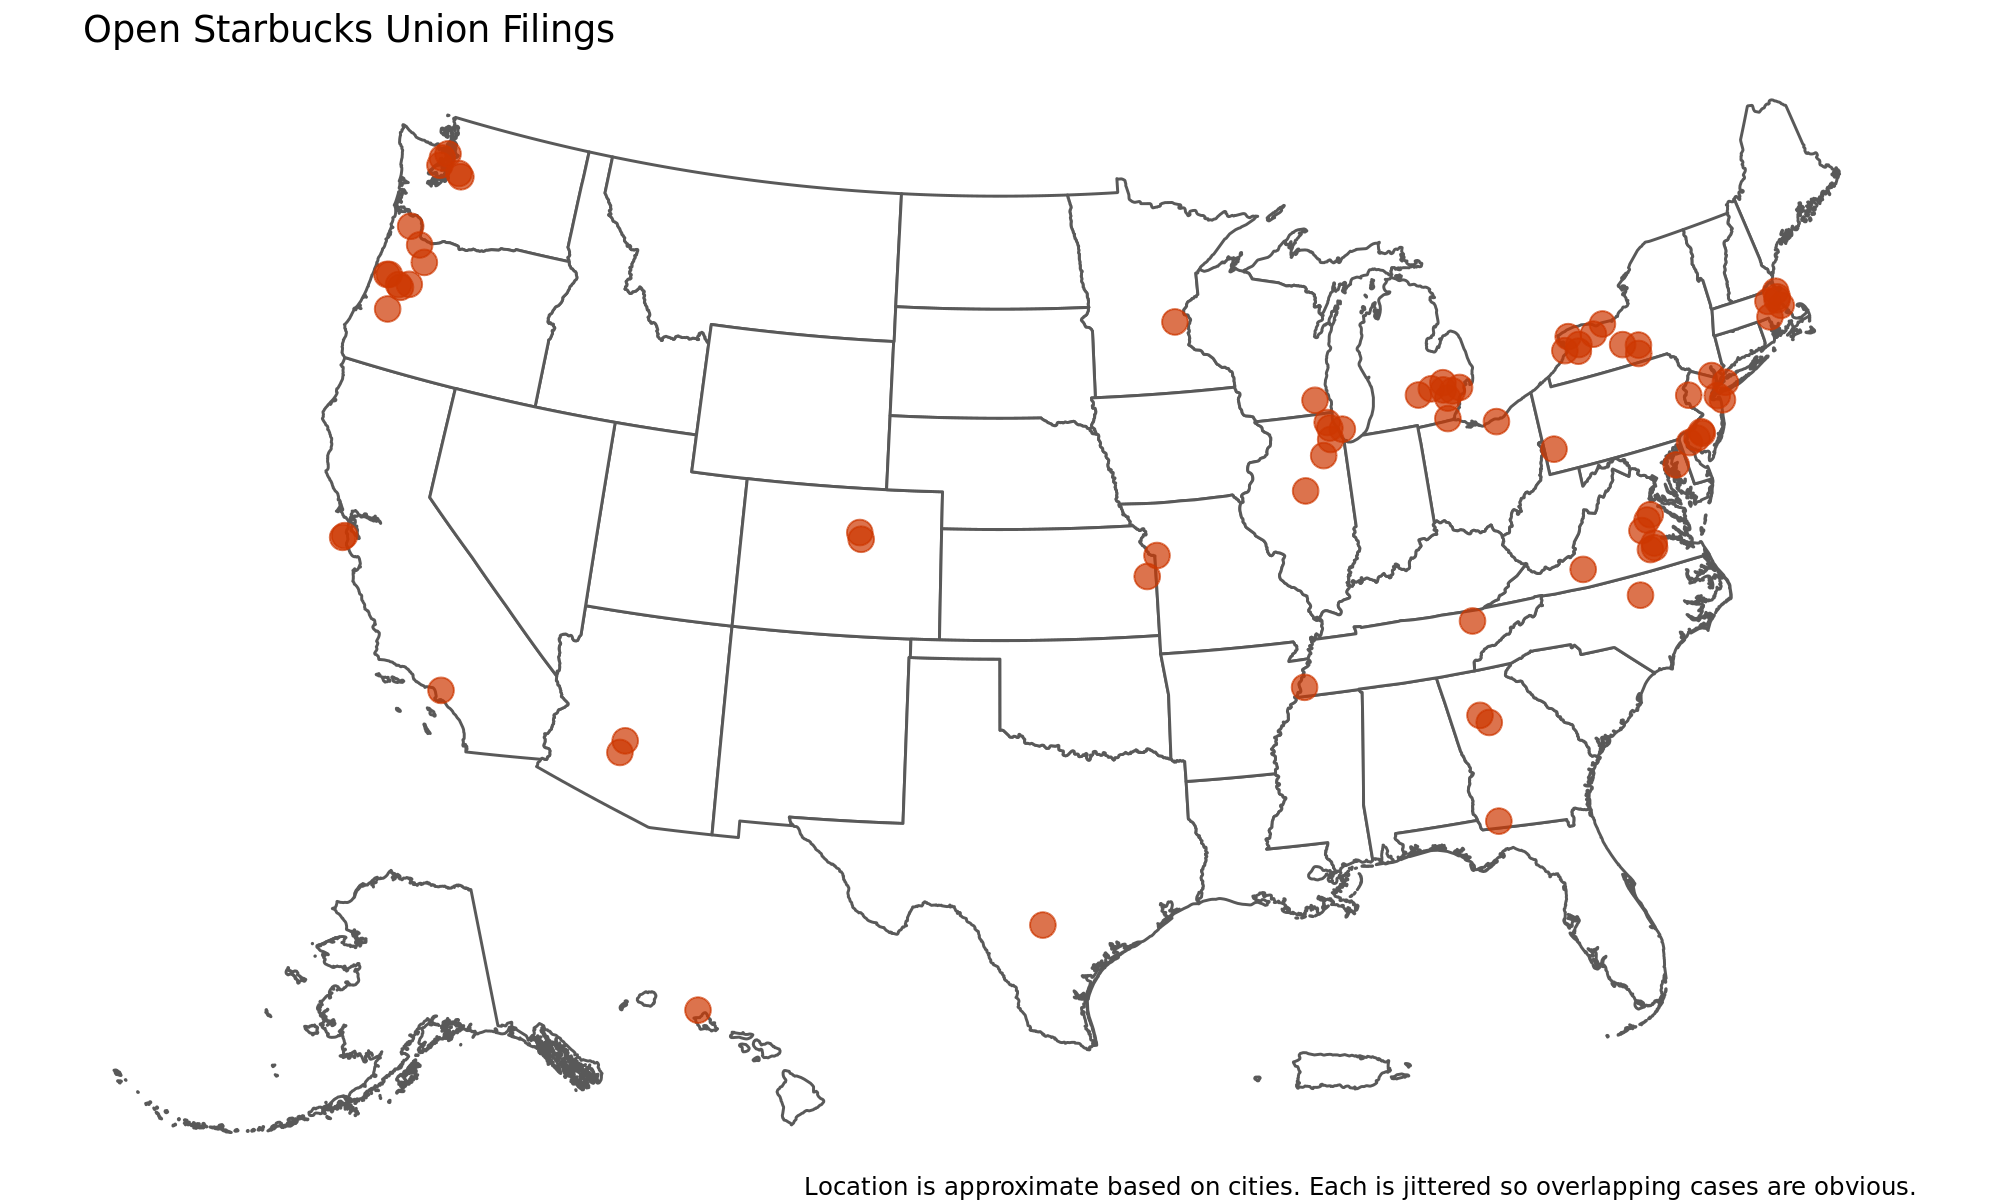 Open Starbucks Union Filings
Location is approximate based on cities. Each is jittered so overlapping cases are obvious.